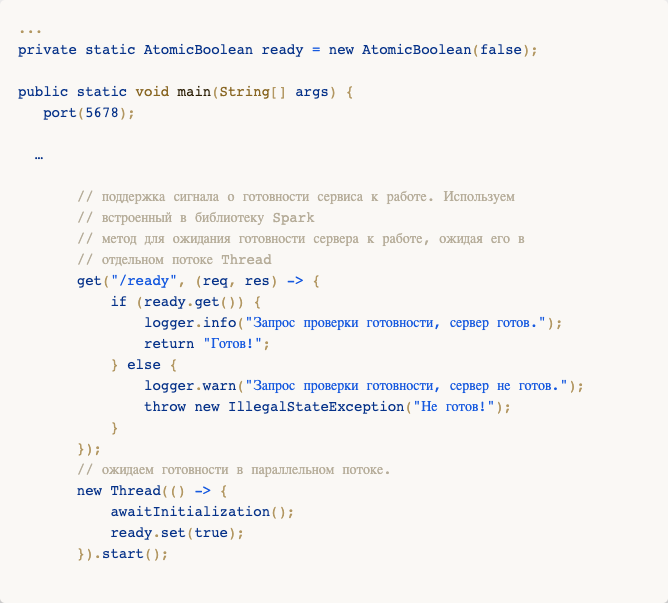 ...
private static AtomicBoolean ready = new AtomicBoolean(false);
public static void main(String[] args) {
port(5678);
…
// поддержка сигнала о готовности сервиса к работе. Используем
// встроенный в библиотеку Spark
// метод для ожидания готовности сервера к работе, ожидая его в
// отдельном потоке Thread
get("/ready", (req, res) -> {
if (ready.get()) {
logger.info("Запрос проверки готовности, сервер готов.");
return "Готов!";
} else {
logger.warn("Запрос проверки готовности, сервер не готов.");
throw new IllegalStateException("Не готов!");
}
});
// ожидаем готовности в параллельном потоке.
new Thread(() -> {
awaitInitialization();
ready.set(true);
}).start();